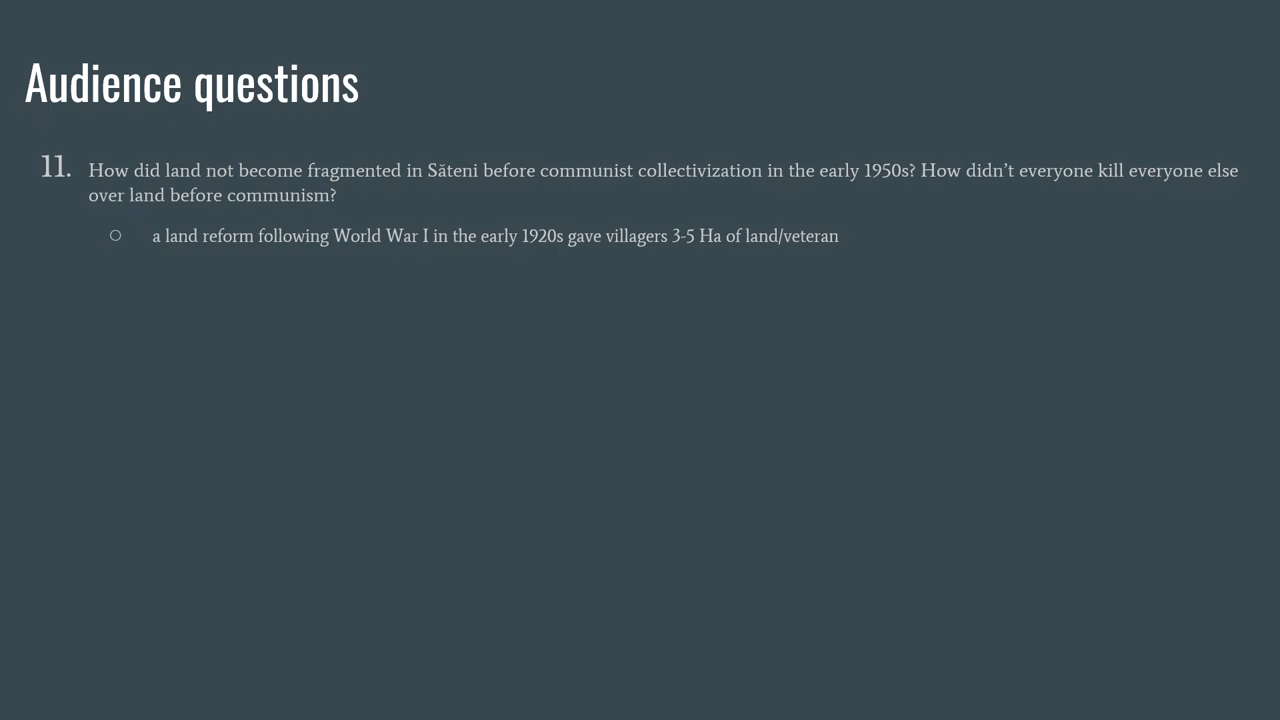 Audience questions
11. How did land not become fragmented in Săteni before communist collectivization in the early 1950s? How didn’t everyone kill everyone else
over land before communism?
○ a land reform following World War I in the early 1920s gave villagers 3-5 Ha of land/veteran